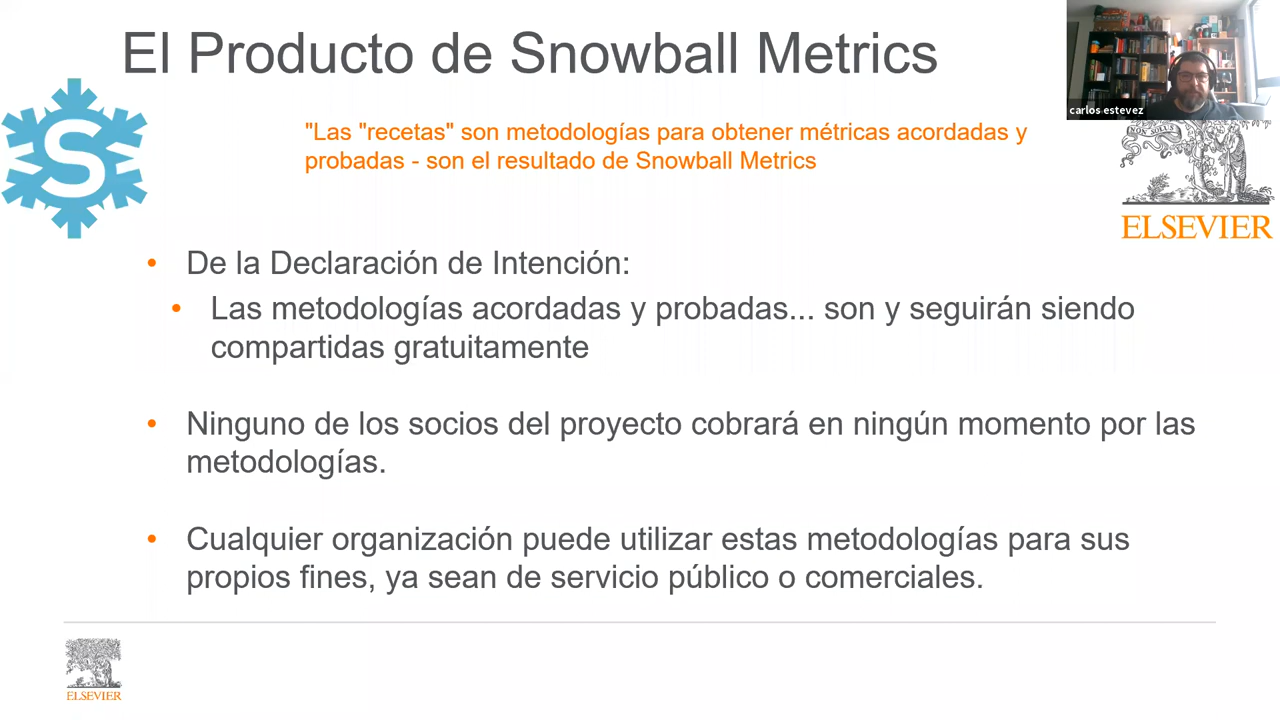 El Producto de Snowball Metrics
carlos estevez
"Las "recetas" son metodologías para obtener métricas acordadas y
probadas - son el resultado de Snowball Metrics
S
NON SOLUS
ELSEVIER
• De la Declaración de Intención:
• Las metodologías acordadas y probadas... son y seguirán siendo
compartidas gratuitamente
• Ninguno de los socios del proyecto cobrará en ningún momento por las
metodologías.
• Cualquier organización puede utilizar estas metodologías para sus
propios fines, ya sean de servicio público o comerciales.
ELSEVIER